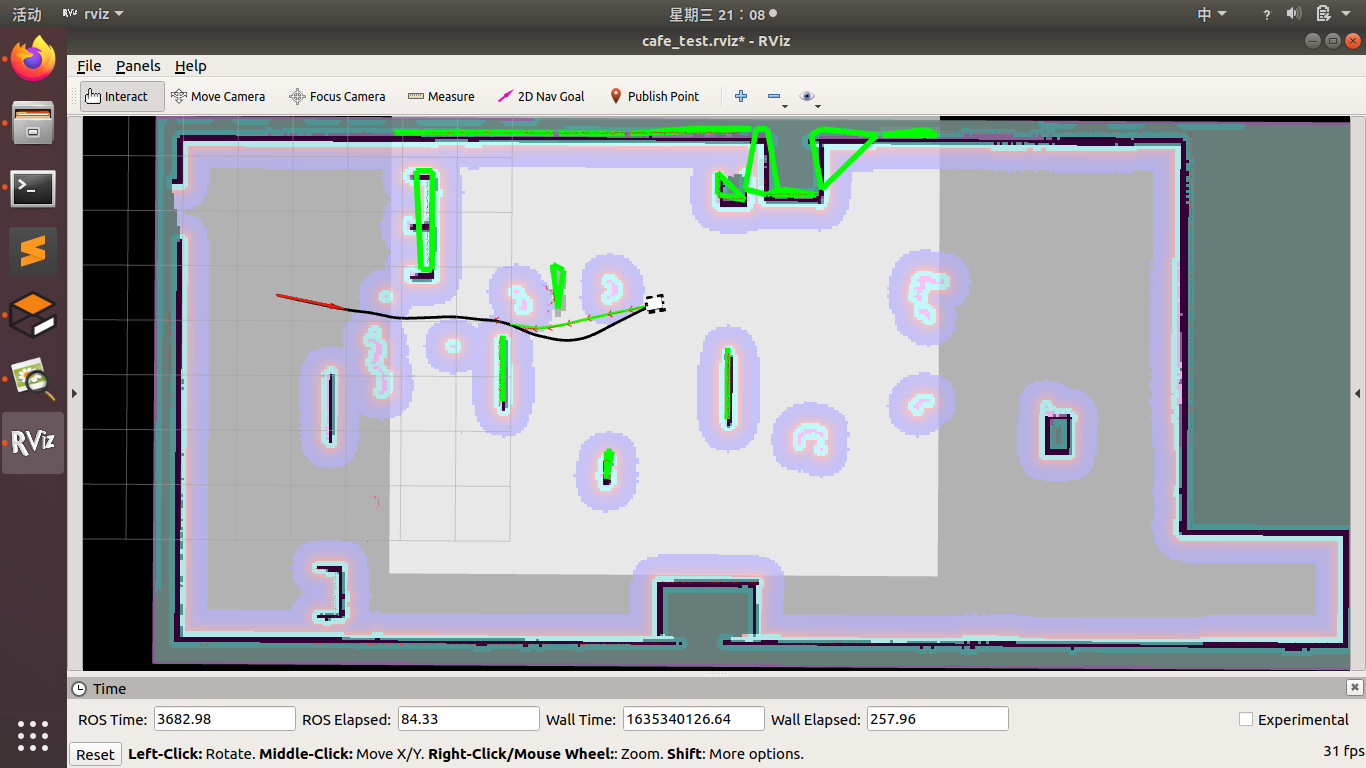 活动 rviz 星期三 21：08 中 ?
cafe_test.rviz* - RViz
File Panels Help
Interact Move Camera Focus Camera Measure 2D Nav Goal Publish Point
RViz
Time
ROS Time: 3682.98 ROS Elapsed: 84.33 Wall Time: 1635340126.64 Wall Elapsed: 257.96 Experimental
Reset Left-Click: Rotate. Middle-Click: Move X/Y. Right-Click/Mouse Wheel:: Zoom. Shift: More options. 31 fps